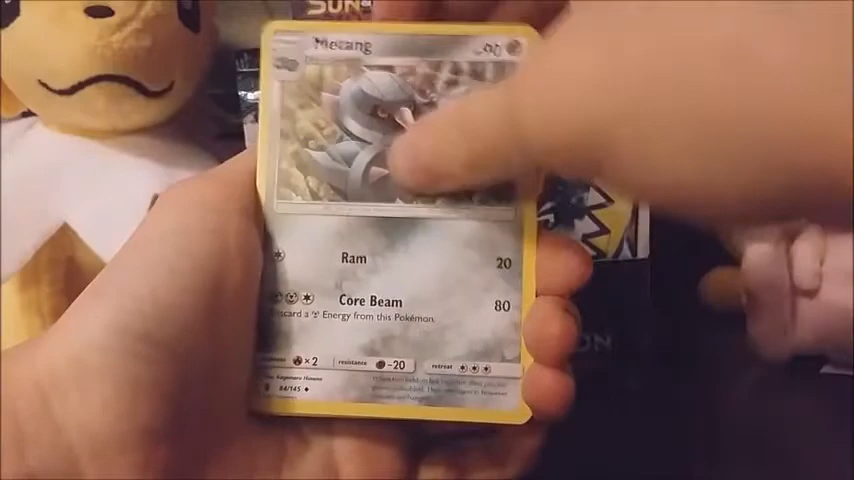 SUN
Metang 90
Ram 20
Core Beam 80
Discard a Energy from this Pokémon.
weakness ×2 resistance -20 retreat
84/145
ON